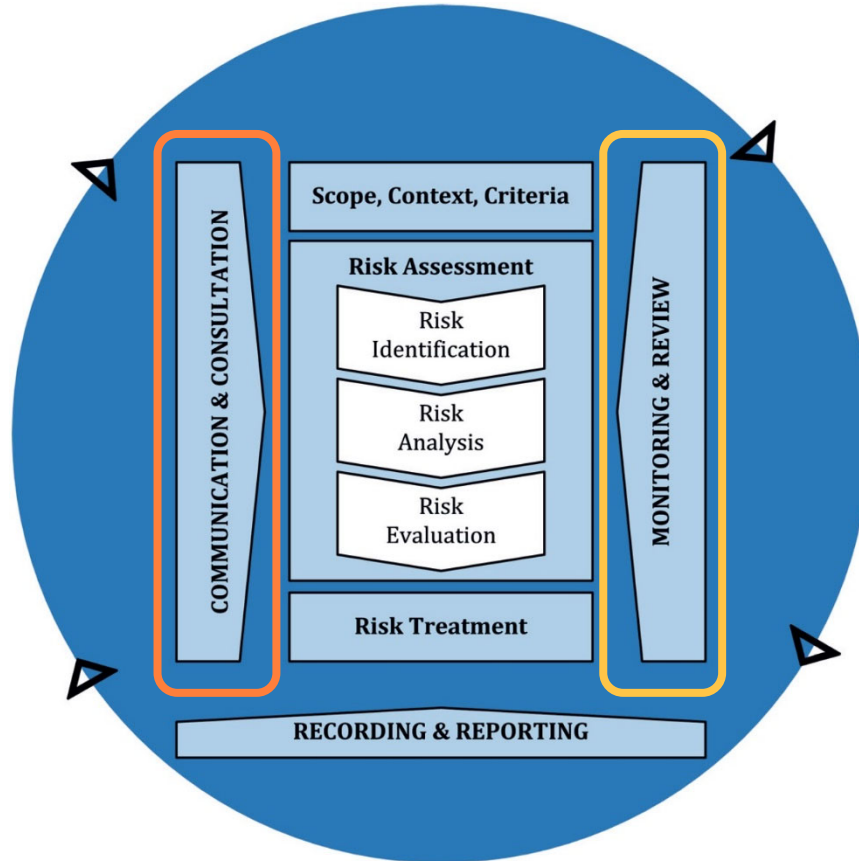 COMMUNICATION & CONSULTATION
Scope, Context, Criteria
Risk Assessment
Risk
Identification
Risk
Analysis
Risk
Evaluation
Risk Treatment
MONITORING & REVIEW
RECORDING & REPORTING